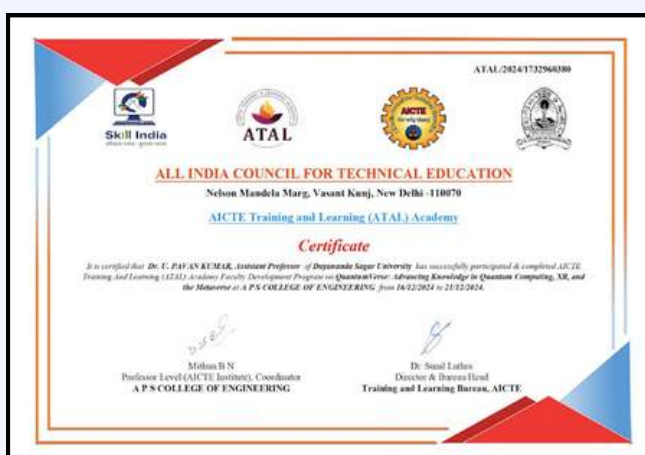 ATAL/2024/1732960380
Skill India
ATAL
AICTE
ALL INDIA COUNCIL FOR TECHNICAL EDUCATION
Nelson Mandela Marg, Vasant Kunj, New Delhi -110070
AICTE Training and Learning (ATAL) Academy
Certificate
It is certified that Dr. U. PAVAN KUMAR, Assistant Professor of Dayananda Sagar University has successfully participated & completed AICTE
Training And Learning (ATAL) Academy Faculty Development Program on QuantumVerse: Advancing Knowledge in Quantum Computing, XR, and
the Metaverse at A P S COLLEGE OF ENGINEERING from 16/12/2024 to 21/12/2024.
Mithun B N
Professor Level (AICTE Institute), Coordinator
A P S COLLEGE OF ENGINEERING
Dr. Sunil Luthra
Director & Bureau Head
Training and Learning Bureau, AICTE